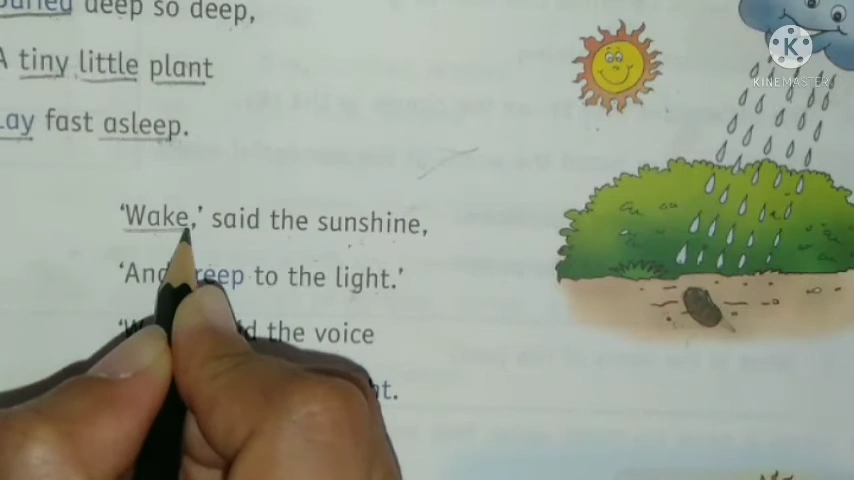 deep so deep,
A tiny little plant
Lay fast asleep.
'Wake,' said the sunshine,
'And creep to the light.'
the voice
KINEMASTER